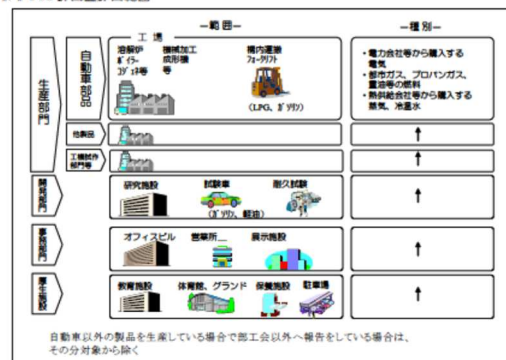 －範囲－
－種別－
工 場
生産部門
自動車部品
溶解炉
ボイラー
コジェネ等
機械加工
成形機
等
構内運搬
フォークリフト
(LPG、ガソリン)
・電力会社等から購入する
電気
・都市ガス、プロパンガス、
重油等の燃料
・熱供給会社等から購入する
蒸気、冷温水
他製品
↑
工機試作
部門等
↑
開発部門
研究施設
試験車
耐久試験
(ガソリン、軽油)
↑
事務部門
オフィスビル
営業所
展示施設
↑
厚生施設
教育施設
体育館、グランド
保養施設
駐車場
↑
自動車以外の製品を生産している場合で部工会以外へ報告をしている場合は、
その分対象から除く